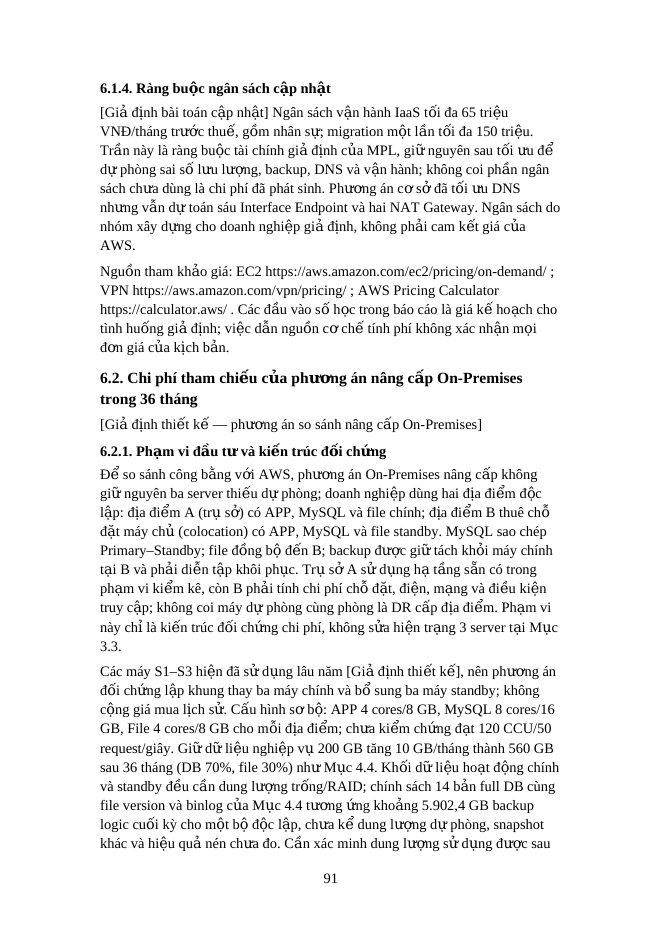 6.1.4. Ràng buộc ngân sách cập nhật
[Giả định bài toán cập nhật] Ngân sách vận hành IaaS tối đa 65 triệu
VNĐ/tháng trước thuế, gồm nhân sự; migration một lần tối đa 150 triệu.
Trần này là ràng buộc tài chính giả định của MPL, giữ nguyên sau tối ưu để
dự phòng sai số lưu lượng, backup, DNS và vận hành; không coi phần ngân
sách chưa dùng là chi phí đã phát sinh. Phương án cơ sở đã tối ưu DNS
nhưng vẫn dự toán sáu Interface Endpoint và hai NAT Gateway. Ngân sách do
nhóm xây dựng cho doanh nghiệp giả định, không phải cam kết giá của
AWS.
Nguồn tham khảo giá: EC2 https://aws.amazon.com/ec2/pricing/on-demand/ ;
VPN https://aws.amazon.com/vpn/pricing/ ; AWS Pricing Calculator
https://calculator.aws/ . Các đầu vào số học trong báo cáo là giá kế hoạch cho
tình huống giả định; việc dẫn nguồn cơ chế tính phí không xác nhận mọi
đơn giá của kịch bản.
6.2. Chi phí tham chiếu của phương án nâng cấp On-Premises
trong 36 tháng
[Giả định thiết kế — phương án so sánh nâng cấp On-Premises]
6.2.1. Phạm vi đầu tư và kiến trúc đối chứng
Để so sánh công bằng với AWS, phương án On-Premises nâng cấp không
giữ nguyên ba server thiếu dự phòng; doanh nghiệp dùng hai địa điểm độc
lập: địa điểm A (trụ sở) có APP, MySQL và file chính; địa điểm B thuê chỗ
đặt máy chủ (colocation) có APP, MySQL và file standby. MySQL sao chép
Primary–Standby; file đồng bộ đến B; backup được giữ tách khỏi máy chính
tại B và phải diễn tập khôi phục. Trụ sở A sử dụng hạ tầng sẵn có trong
phạm vi kiểm kê, còn B phải tính chi phí chỗ đặt, điện, mạng và điều kiện
truy cập; không coi máy dự phòng cùng phòng là DR cấp địa điểm. Phạm vi
này chỉ là kiến trúc đối chứng chi phí, không sửa hiện trạng 3 server tại Mục
3.3.
Các máy S1–S3 hiện đã sử dụng lâu năm [Giả định thiết kế], nên phương án
đối chứng lập khung thay ba máy chính và bổ sung ba máy standby; không
cộng giá mua lịch sử. Cấu hình sơ bộ: APP 4 cores/8 GB, MySQL 8 cores/16
GB, File 4 cores/8 GB cho mỗi địa điểm; chưa kiểm chứng đạt 120 CCU/50
request/giây. Giữ dữ liệu nghiệp vụ 200 GB tăng 10 GB/tháng thành 560 GB
sau 36 tháng (DB 70%, file 30%) như Mục 4.4. Khối dữ liệu hoạt động chính
và standby đều cần dung lượng trống/RAID; chính sách 14 bản full DB cùng
file version và binlog của Mục 4.4 tương ứng khoảng 5.902,4 GB backup
logic cuối kỳ cho một bộ độc lập, chưa kể dung lượng dự phòng, snapshot
khác và hiệu quả nén chưa đo. Cần xác minh dung lượng sử dụng được sau
91